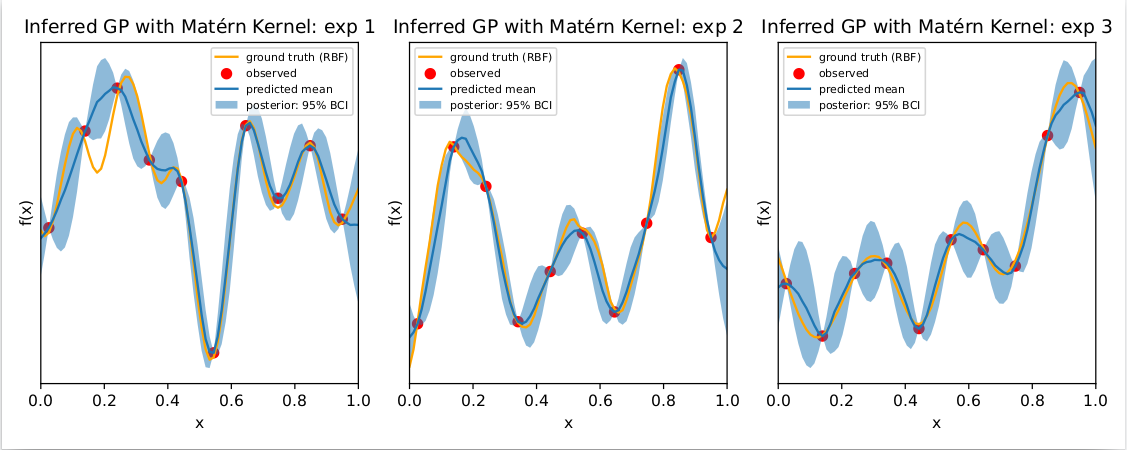 Inferred GP with Matérn Kernel: exp 1
ground truth (RBF)
observed
predicted mean
posterior: 95% BCI
f(x)
0.0 0.2 0.4 0.6 0.8 1.0
x
Inferred GP with Matérn Kernel: exp 2
ground truth (RBF)
observed
predicted mean
posterior: 95% BCI
f(x)
0.0 0.2 0.4 0.6 0.8 1.0
x
Inferred GP with Matérn Kernel: exp 3
ground truth (RBF)
observed
predicted mean
posterior: 95% BCI
f(x)
0.0 0.2 0.4 0.6 0.8 1.0
x